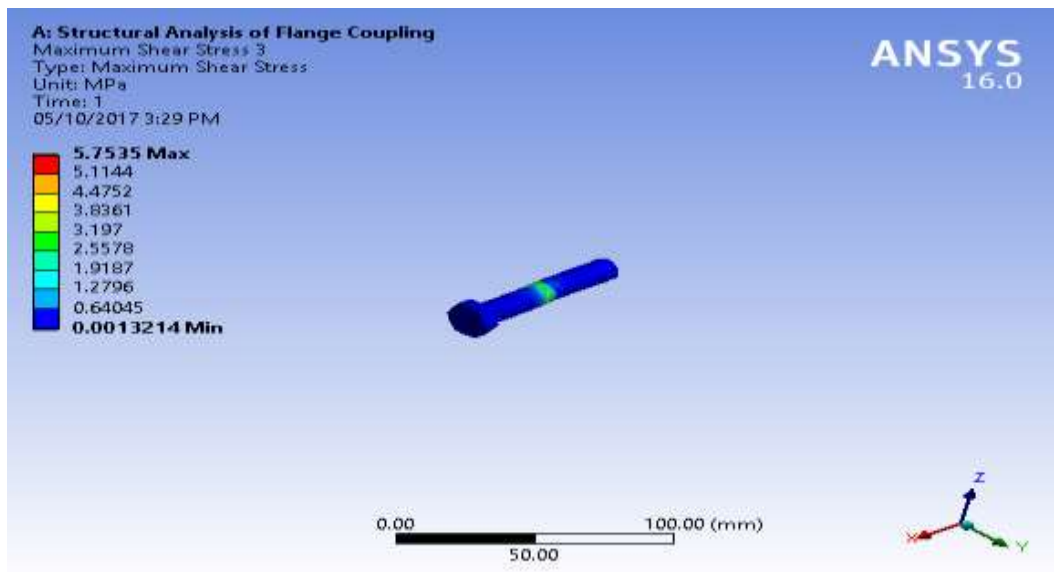 A: Structural Analysis of Flange Coupling
Maximum Shear Stress 3
Type: Maximum Shear Stress
Unit: MPa
Time: 1
05/10/2017 3:29 PM
5.7535 Max
5.1144
4.4752
3.8361
3.197
2.5578
1.9187
1.2796
0.64045
0.0013214 Min
ANSYS
16.0
0.00
100.00 (mm)
50.00
Z
X
Y